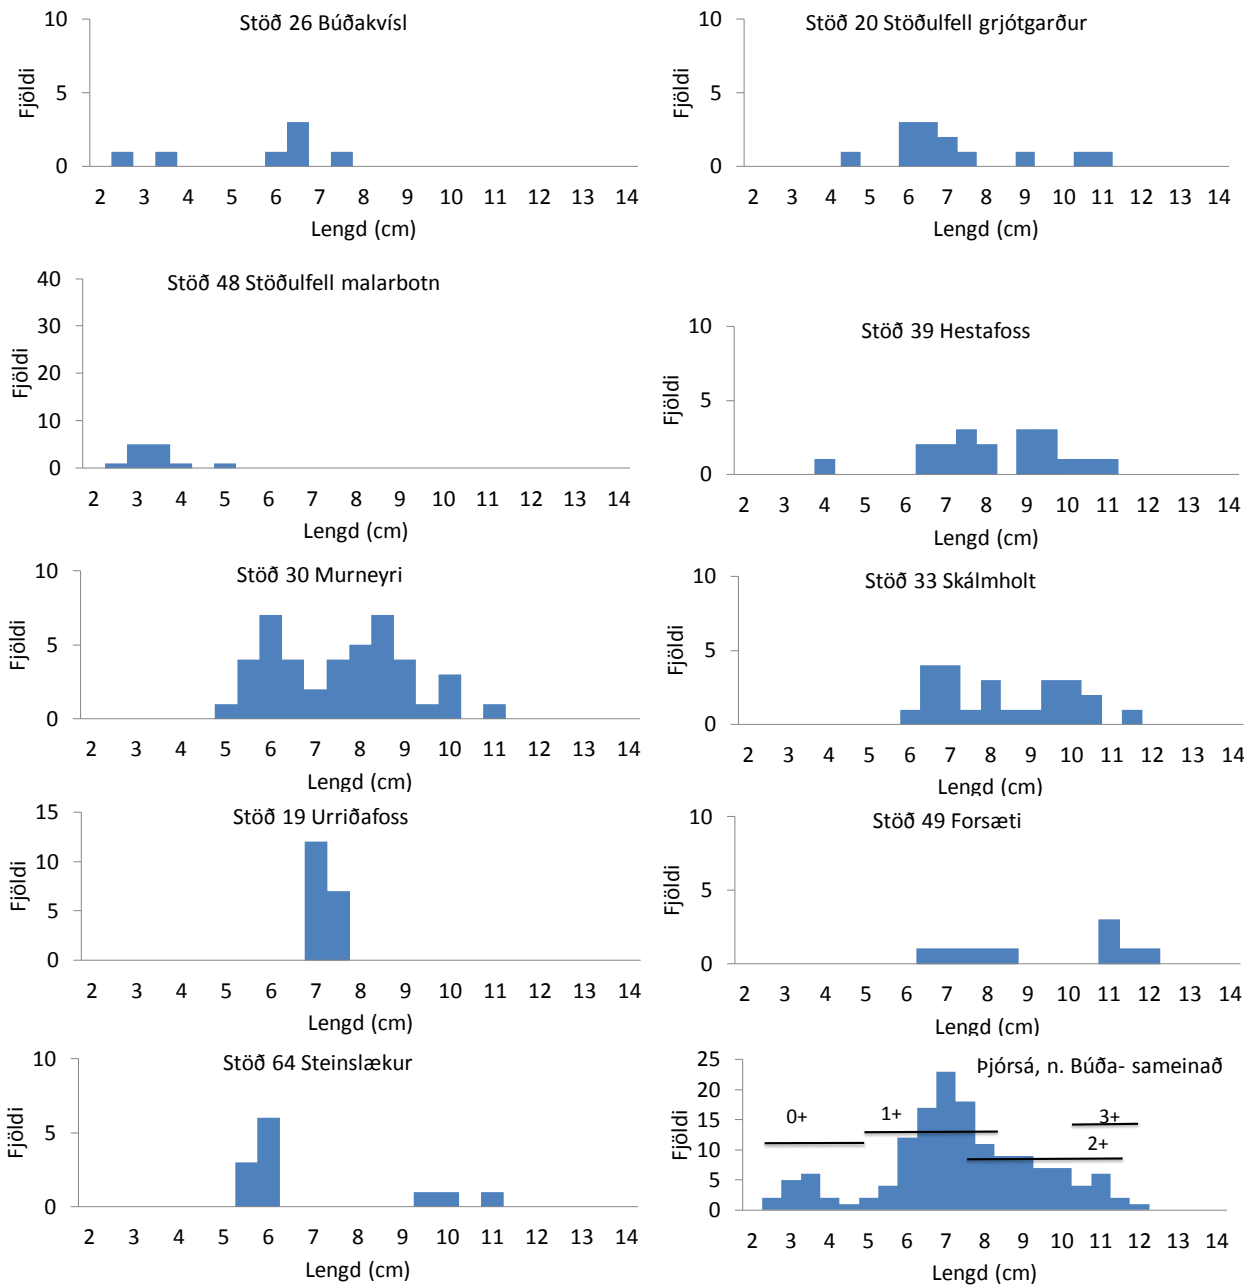 Stöð 26 Búðakvísl
10
5
0
Fjöldi
2 3 4 5 6 7 8 9 10 11 12 13 14
Lengd (cm)
Stöð 20 Stöðulfell grjótgarður
10
5
0
Fjöldi
2 3 4 5 6 7 8 9 10 11 12 13 14
Lengd (cm)
Stöð 48 Stöðulfell malarbotn
40
30
20
10
0
Fjöldi
2 3 4 5 6 7 8 9 10 11 12 13 14
Lengd (cm)
Stöð 39 Hestafoss
10
5
0
Fjöldi
2 3 4 5 6 7 8 9 10 11 12 13 14
Lengd (cm)
Stöð 30 Murneyri
10
5
0
Fjöldi
2 3 4 5 6 7 8 9 10 11 12 13 14
Lengd (cm)
Stöð 33 Skálmholt
10
5
0
Fjöldi
2 3 4 5 6 7 8 9 10 11 12 13 14
Lengd (cm)
Stöð 19 Urriðafoss
15
10
5
0
Fjöldi
2 3 4 5 6 7 8 9 10 11 12 13 14
Lengd (cm)
Stöð 49 Forsæti
10
5
0
Fjöldi
2 3 4 5 6 7 8 9 10 11 12 13 14
Lengd (cm)
Stöð 64 Steinslækur
10
5
0
Fjöldi
2 3 4 5 6 7 8 9 10 11 12 13 14
Lengd (cm)
Þjórsá, n. Búða- sameinað
25
20
15
10
5
0
Fjöldi
0+
1+
3+
2+
2 3 4 5 6 7 8 9 10 11 12 13 14
Lengd (cm)